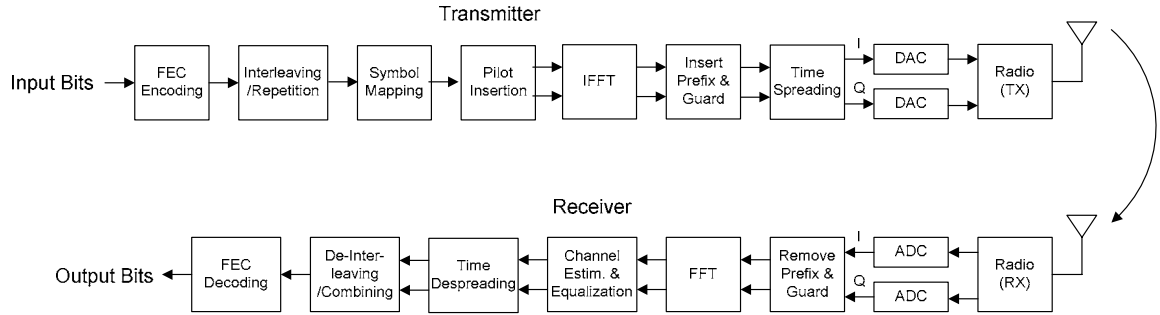 Transmitter
Input Bits
FEC
Encoding
Interleaving
/Repetition
Symbol
Mapping
Pilot
Insertion
IFFT
Insert
Prefix &
Guard
Time
Spreading
I
Q
DAC
DAC
Radio
(TX)
Receiver
Output Bits
FEC
Decoding
De-Inter-
leaving
/Combining
Time
Despreading
Channel
Estim. &
Equalization
FFT
Remove
Prefix &
Guard
I
Q
ADC
ADC
Radio
(RX)